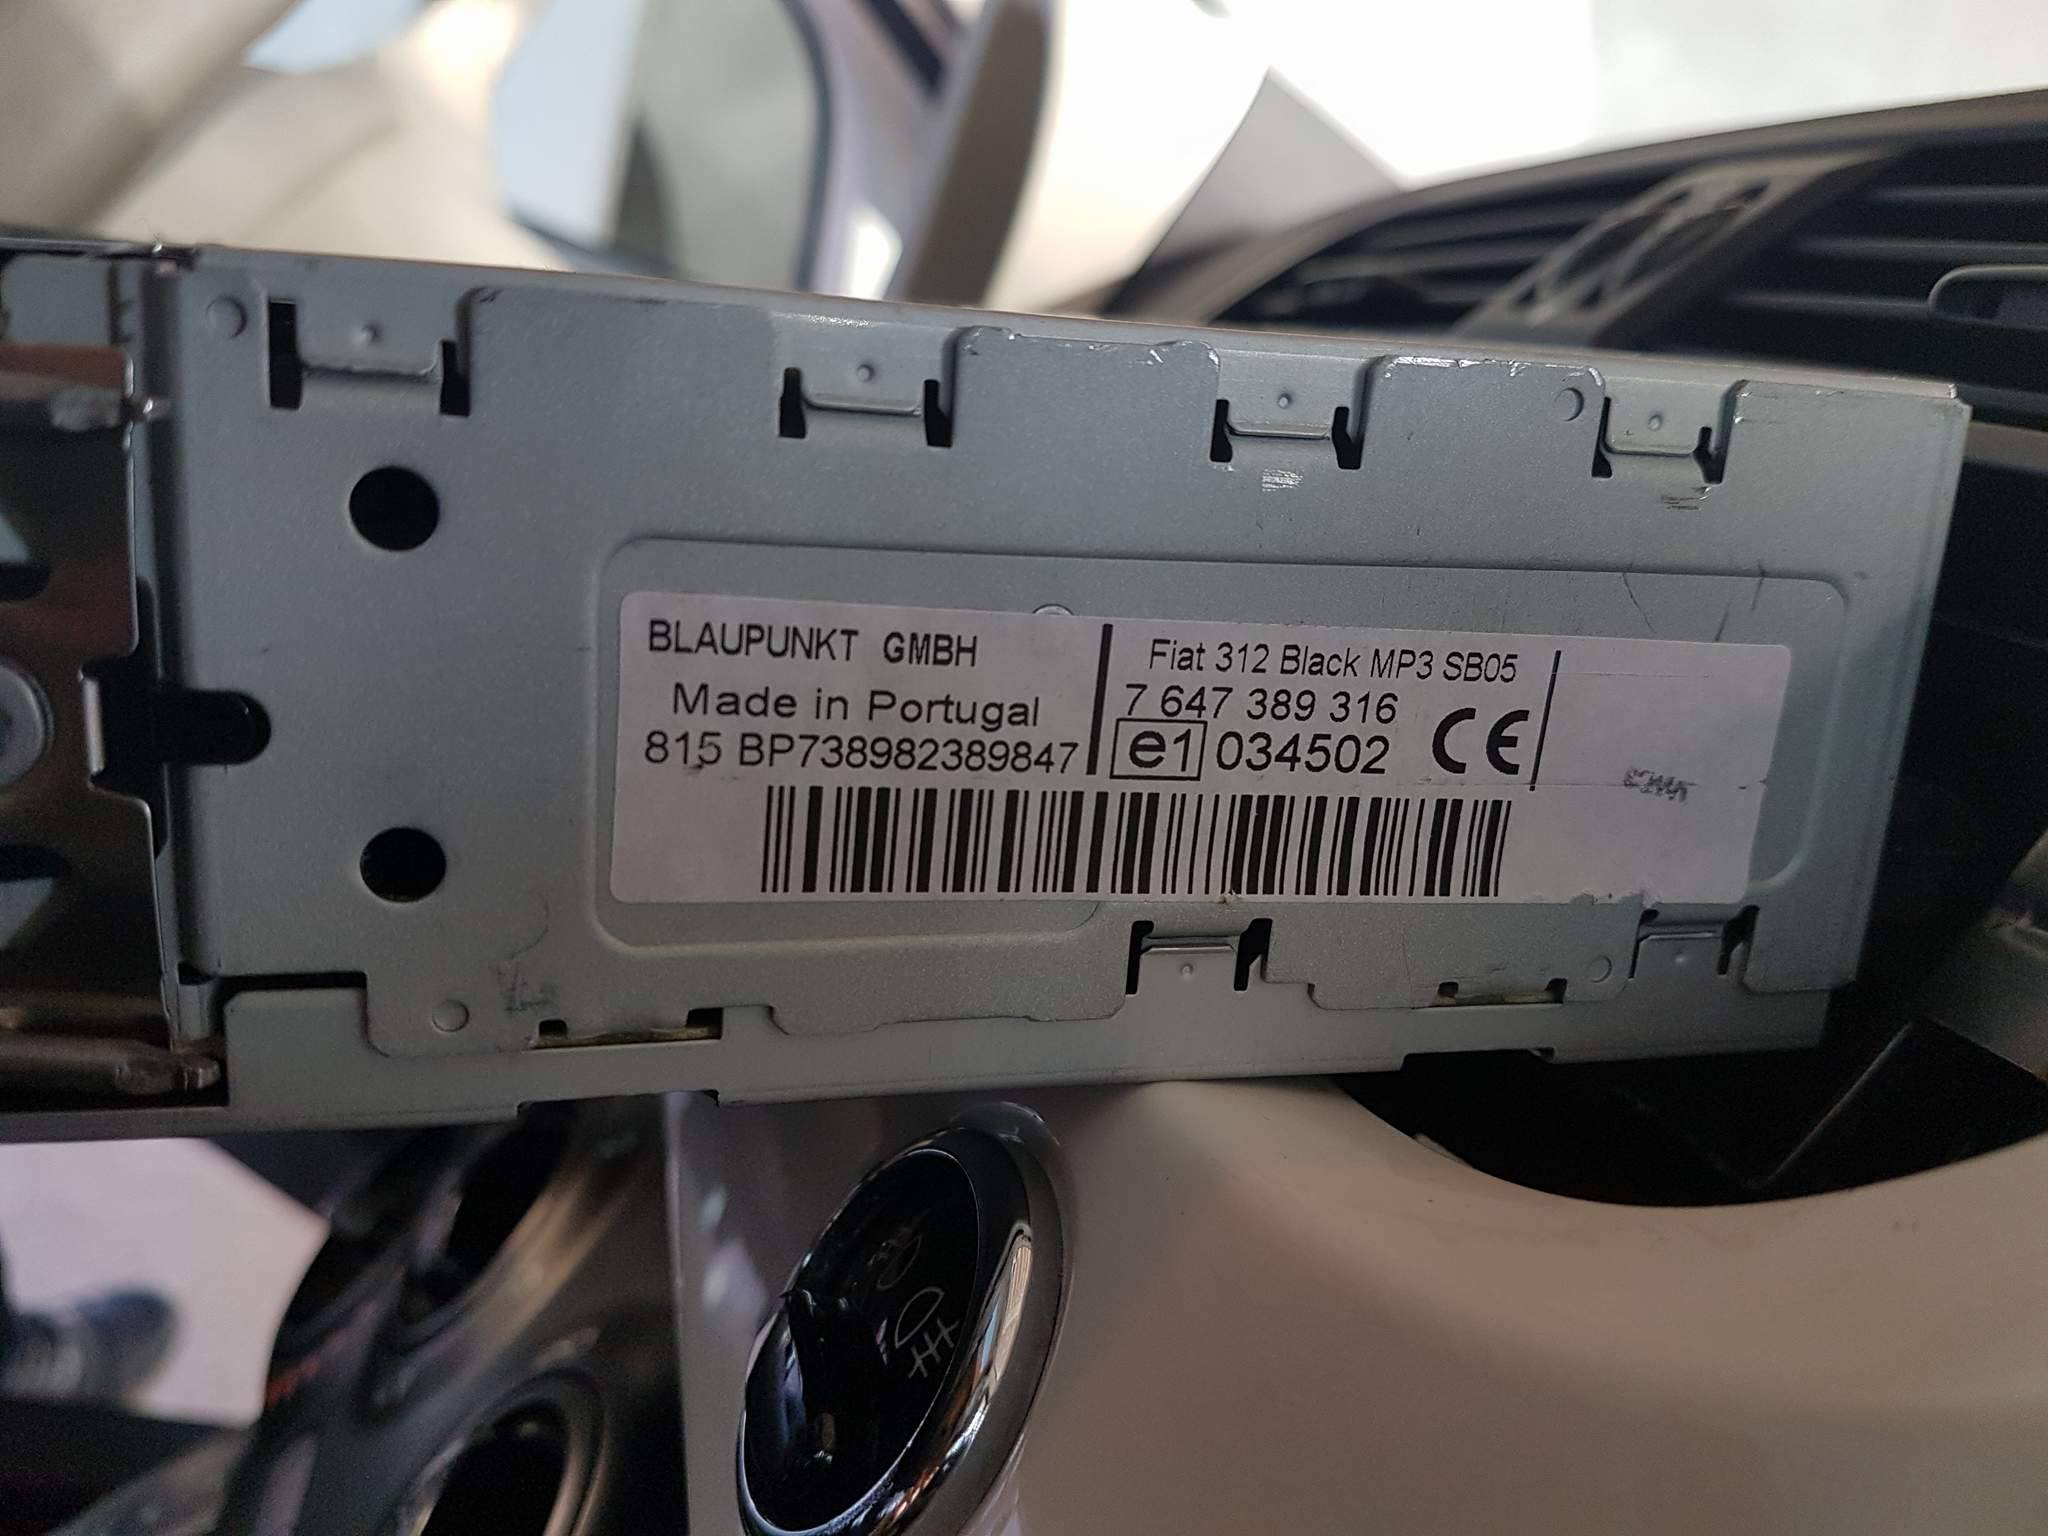 BLAUPUNKT GMBH
Made in Portugal
815 BP738982389847
Fiat 312 Black MP3 SB05
7 647 389 316
e1 034502 CE